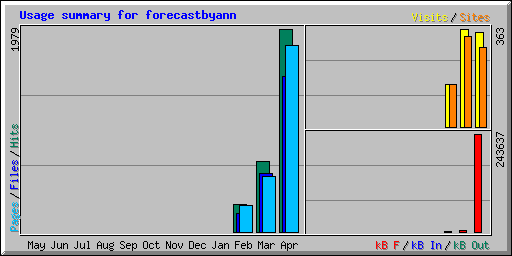 Usage summary for forecastbyann
Visits/Sites
1979
363
Pages/Files/Hits
243637
May Jun Jul Aug Sep Oct Nov Dec Jan Feb Mar Apr
kB F/kB In/kB Out